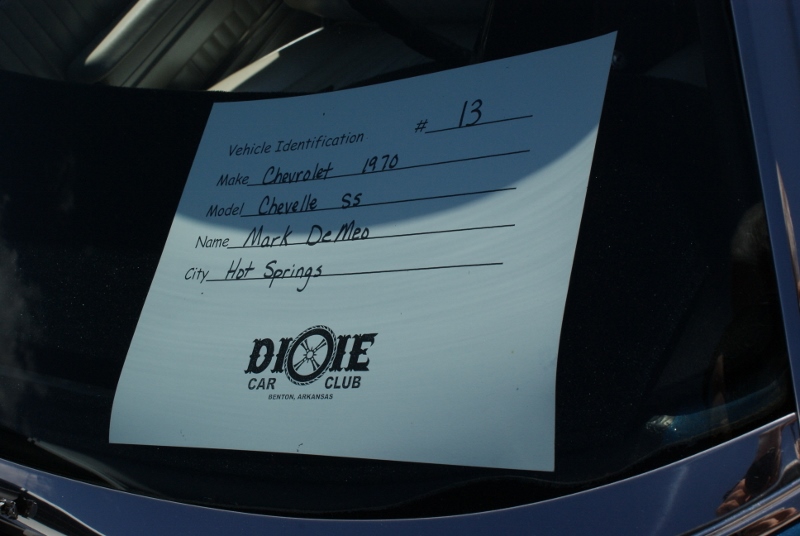 # 13
Vehicle Identification
Make Chevrolet 1970
Model Chevelle SS
Name Mark DeMeo
City Hot Springs
DIXIE
CAR CLUB
BENTON, ARKANSAS